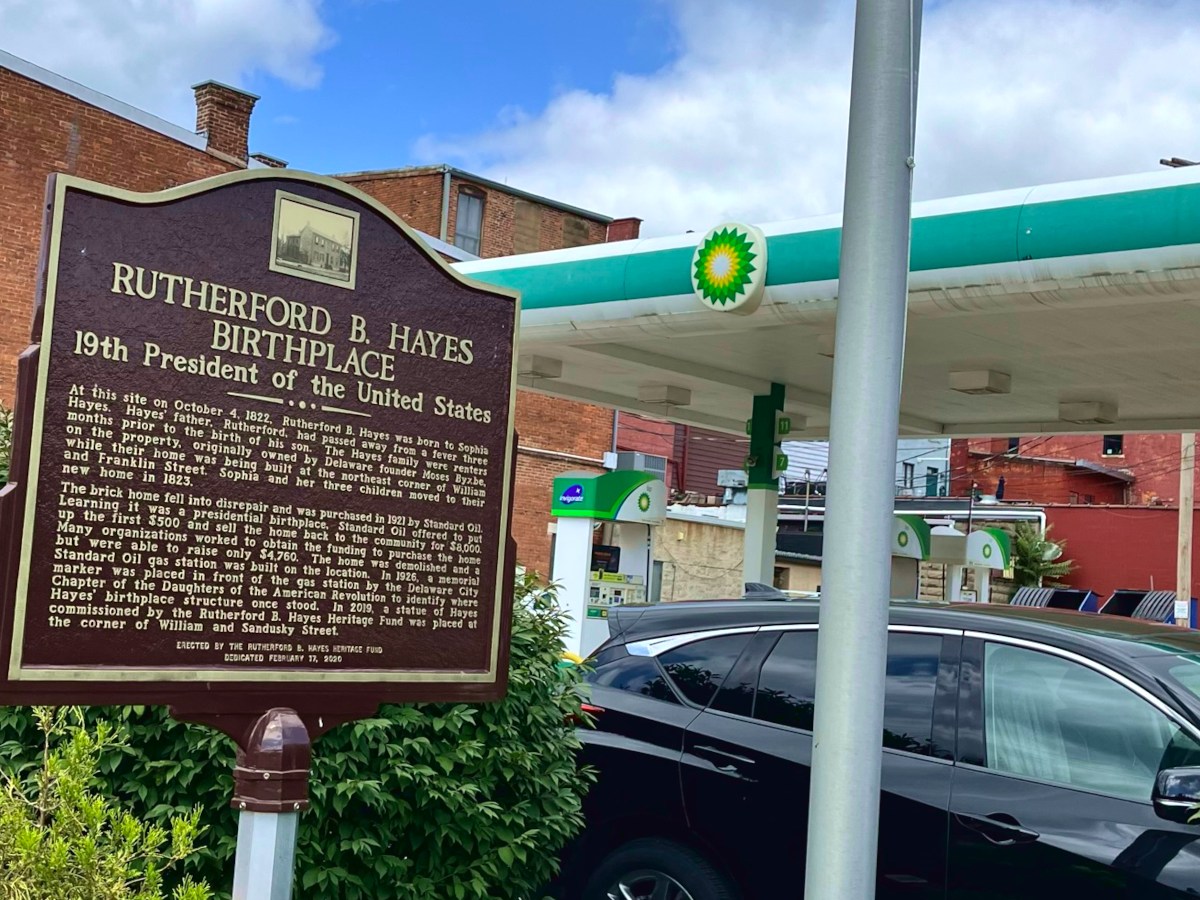 RUTHERFORD B. HAYES
BIRTHPLACE
19th President of the United States
At this site on October 4, 1822, Rutherford B. Hayes was born to Sophia
Hayes. Hayes' father, Rutherford, had passed away from a fever three
months prior to the birth of his son. The Hayes family were renters
on the property, originally owned by Delaware founder Moses Byxbe,
while their home was being built at the northeast corner of William
and Franklin Street. Sophia and her three children moved to their
new home in 1823.
The brick home fell into disrepair and was purchased in 1921 by Standard Oil.
Learning it was a presidential birthplace, Standard Oil offered to put
up the first $500 and sell the home back to the community for $8,000.
Many organizations worked to obtain the funding to purchase the home
but were able to raise only $4,760. The home was demolished and a
Standard Oil gas station was built on the location. In 1926, a memorial
marker was placed in front of the gas station by the Delaware City
Chapter of the Daughters of the American Revolution to identify where
Hayes' birthplace structure once stood. In 2019, a statue of Hayes
commissioned by the Rutherford B. Hayes Heritage Fund was placed at
the corner of William and Sandusky Street.
ERECTED BY THE RUTHERFORD B. HAYES HERITAGE FUND
DEDICATED FEBRUARY 17, 2020
invigorate
bp
bp
11
7